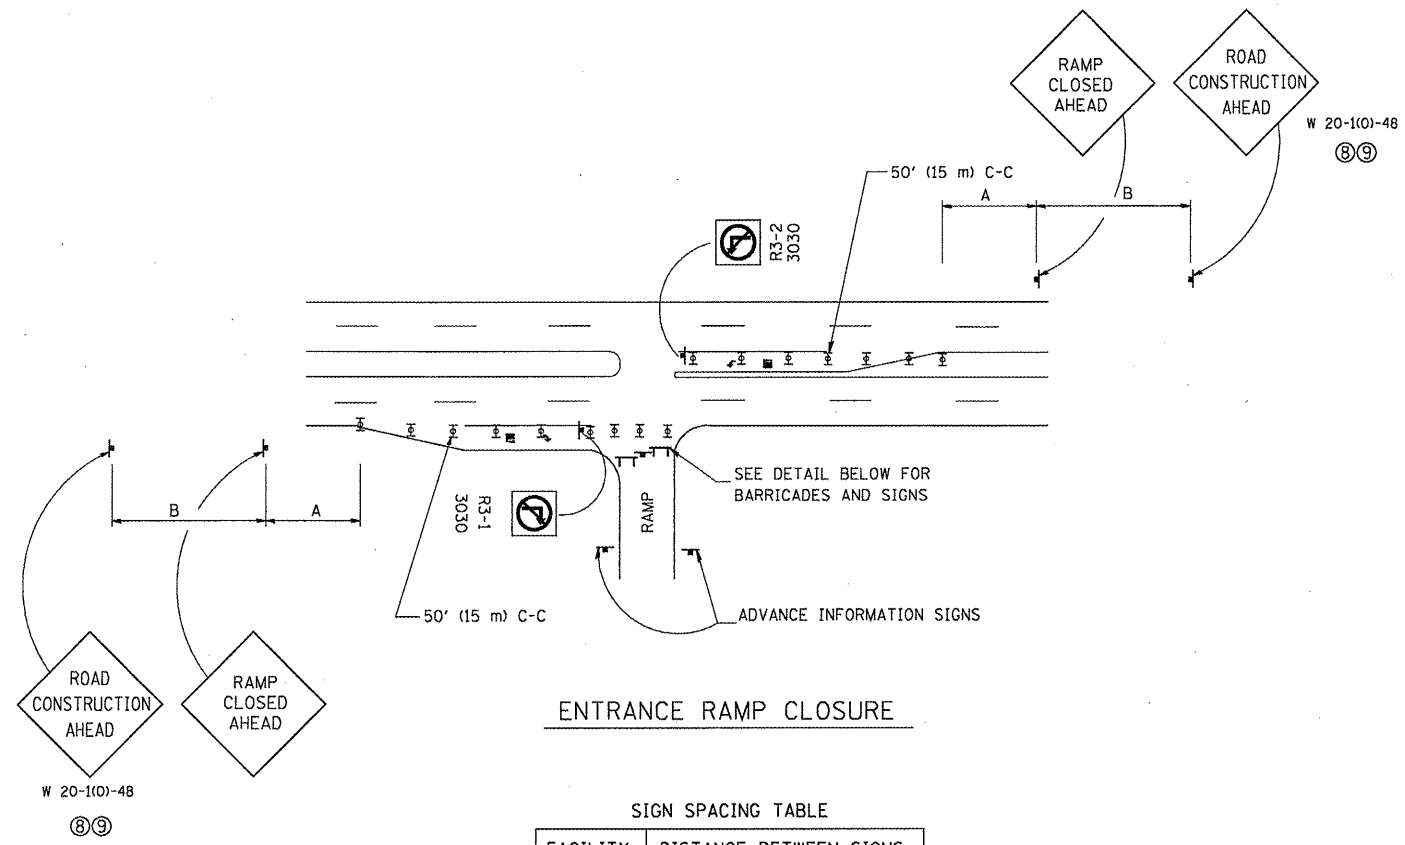 RAMP
CLOSED
AHEAD
ROAD
CONSTRUCTION
AHEAD
W 20-1(O)-48
⑧⑨
50' (15 m) C-C
A
B
R3-2
3030
SEE DETAIL BELOW FOR
BARRICADES AND SIGNS
B
A
R3-1
3030
RAMP
50' (15 m) C-C
ADVANCE INFORMATION SIGNS
ROAD
CONSTRUCTION
AHEAD
RAMP
CLOSED
AHEAD
W 20-1(O)-48
⑧⑨
ENTRANCE RAMP CLOSURE
SIGN SPACING TABLE
FACILITY
DISTANCE BETWEEN SIGNS